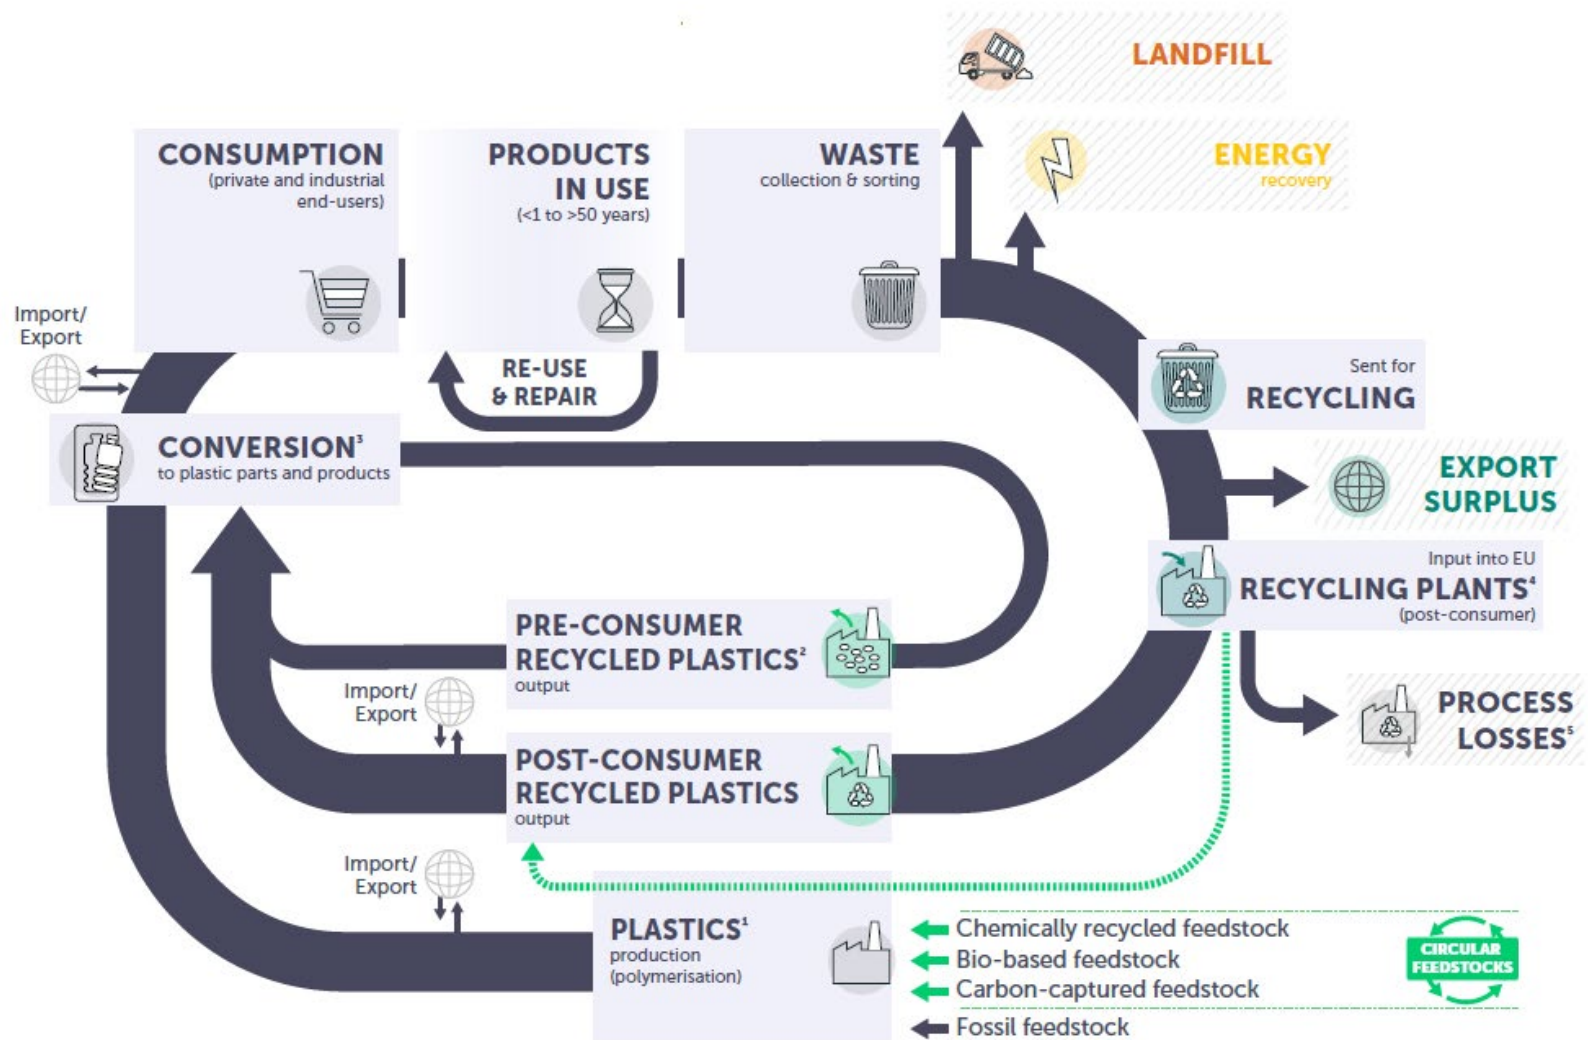 LANDFILL
ENERGY
recovery
CONSUMPTION
(private and industrial
end-users)
PRODUCTS
IN USE
(<1 to >50 years)
WASTE
collection & sorting
Import/
Export
RE-USE
& REPAIR
Sent for
RECYCLING
CONVERSION³
to plastic parts and products
EXPORT
SURPLUS
Input into EU
RECYCLING PLANTS⁴
(post-consumer)
PRE-CONSUMER
RECYCLED PLASTICS²
output
Import/
Export
PROCESS
LOSSES⁵
POST-CONSUMER
RECYCLED PLASTICS
output
Import/
Export
PLASTICS¹
production
(polymerisation)
Chemically recycled feedstock
Bio-based feedstock
Carbon-captured feedstock
Fossil feedstock
CIRCULAR
FEEDSTOCKS